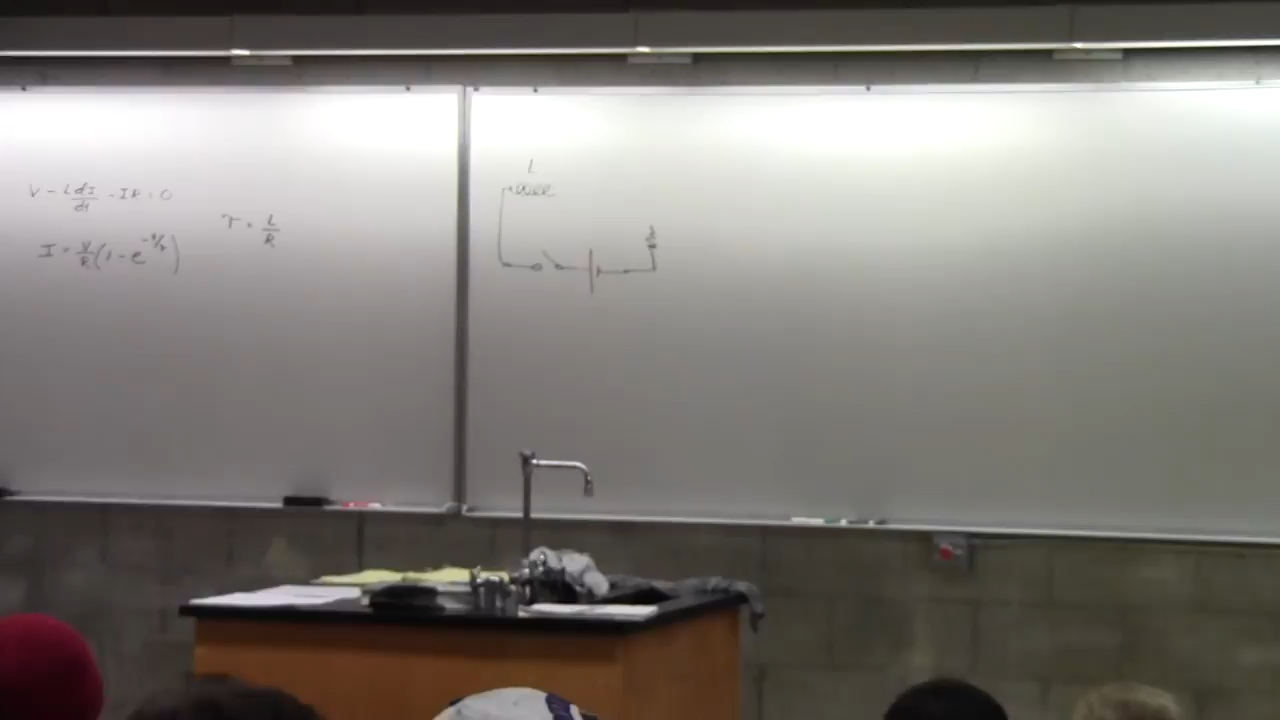 V - L dI/dt - IR = 0
τ = L/R
I = V/R (1 - e^(-t/τ))
L